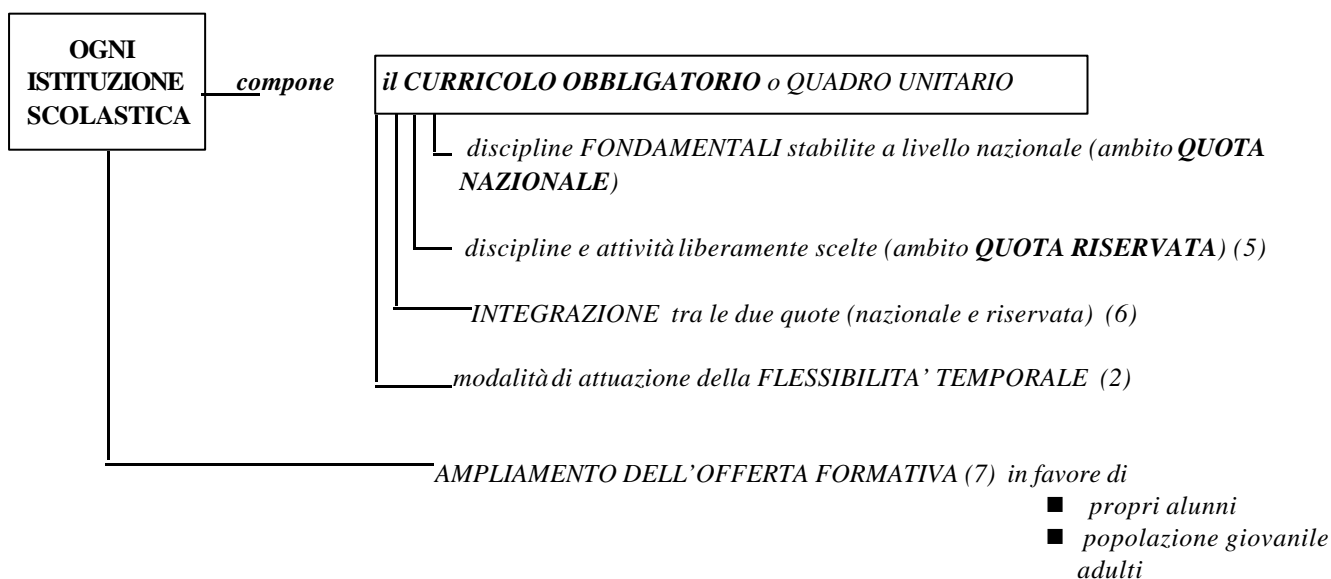 OGNI
ISTITUZIONE
SCOLASTICA
compone
il CURRICOLO OBBLIGATORIO o QUADRO UNITARIO
discipline FONDAMENTALI stabilite a livello nazionale (ambito QUOTA
NAZIONALE)
discipline e attività liberamente scelte (ambito QUOTA RISERVATA) (5)
INTEGRAZIONE tra le due quote (nazionale e riservata) (6)
modalità di attuazione della FLESSIBILITA' TEMPORALE (2)
AMPLIAMENTO DELL'OFFERTA FORMATIVA (7) in favore di
■ propri alunni
■ popolazione giovanile
adulti